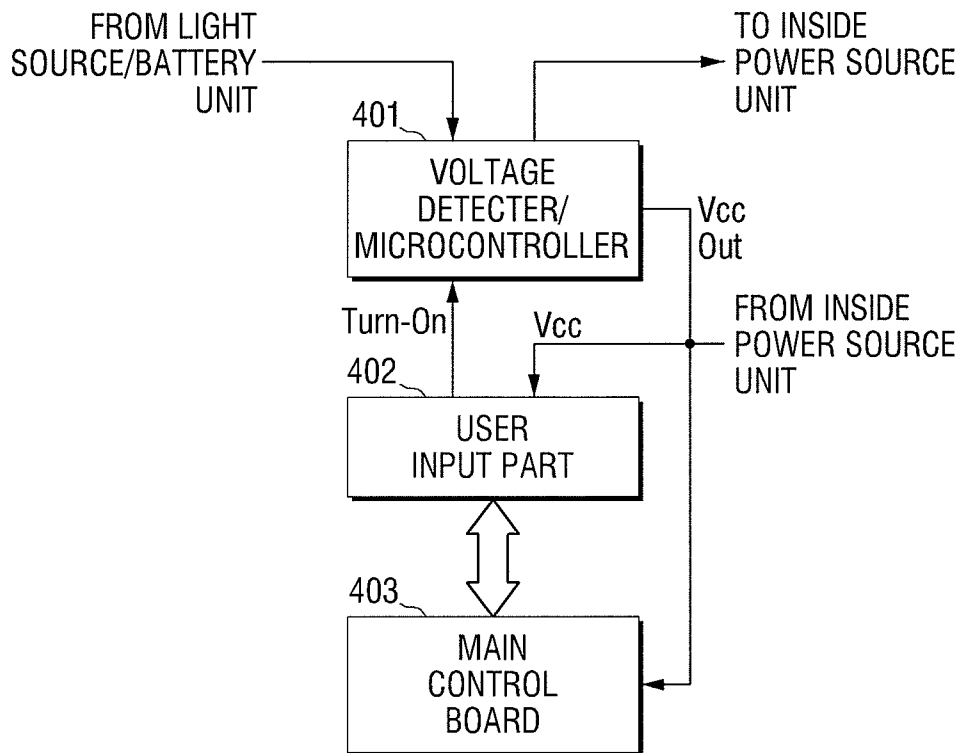 FROM LIGHT
SOURCE/BATTERY
UNIT
TO INSIDE
POWER SOURCE
UNIT
401
VOLTAGE
DETECTER/
MICROCONTROLLER
Vcc
Out
Turn-On
Vcc
FROM INSIDE
POWER SOURCE
UNIT
402
USER
INPUT PART
403
MAIN
CONTROL
BOARD